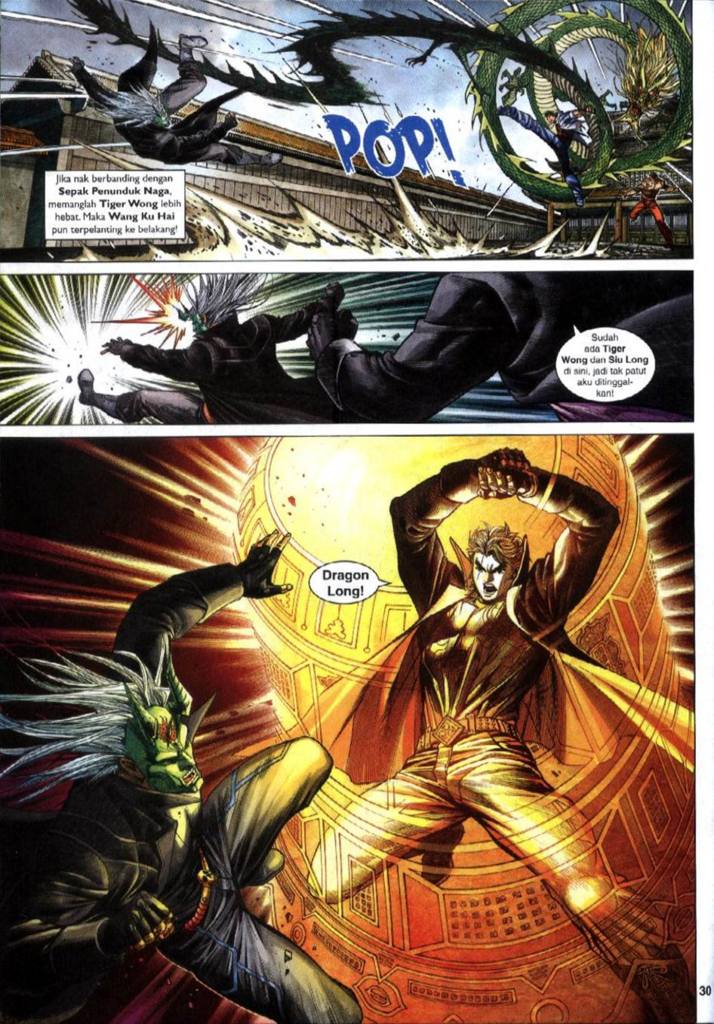 POP!
Jika nak berbanding dengan
Sepak Penunduk Naga,
memanglah Tiger Wong lebih
hebat. Maka Wang Ku Hai
pun terpelanting ke belakang!
Sudah
ada Tiger
Wong dan Siu Long
di sini, jadi tak patut
aku ditinggal-
kan!
Dragon
Long!
30